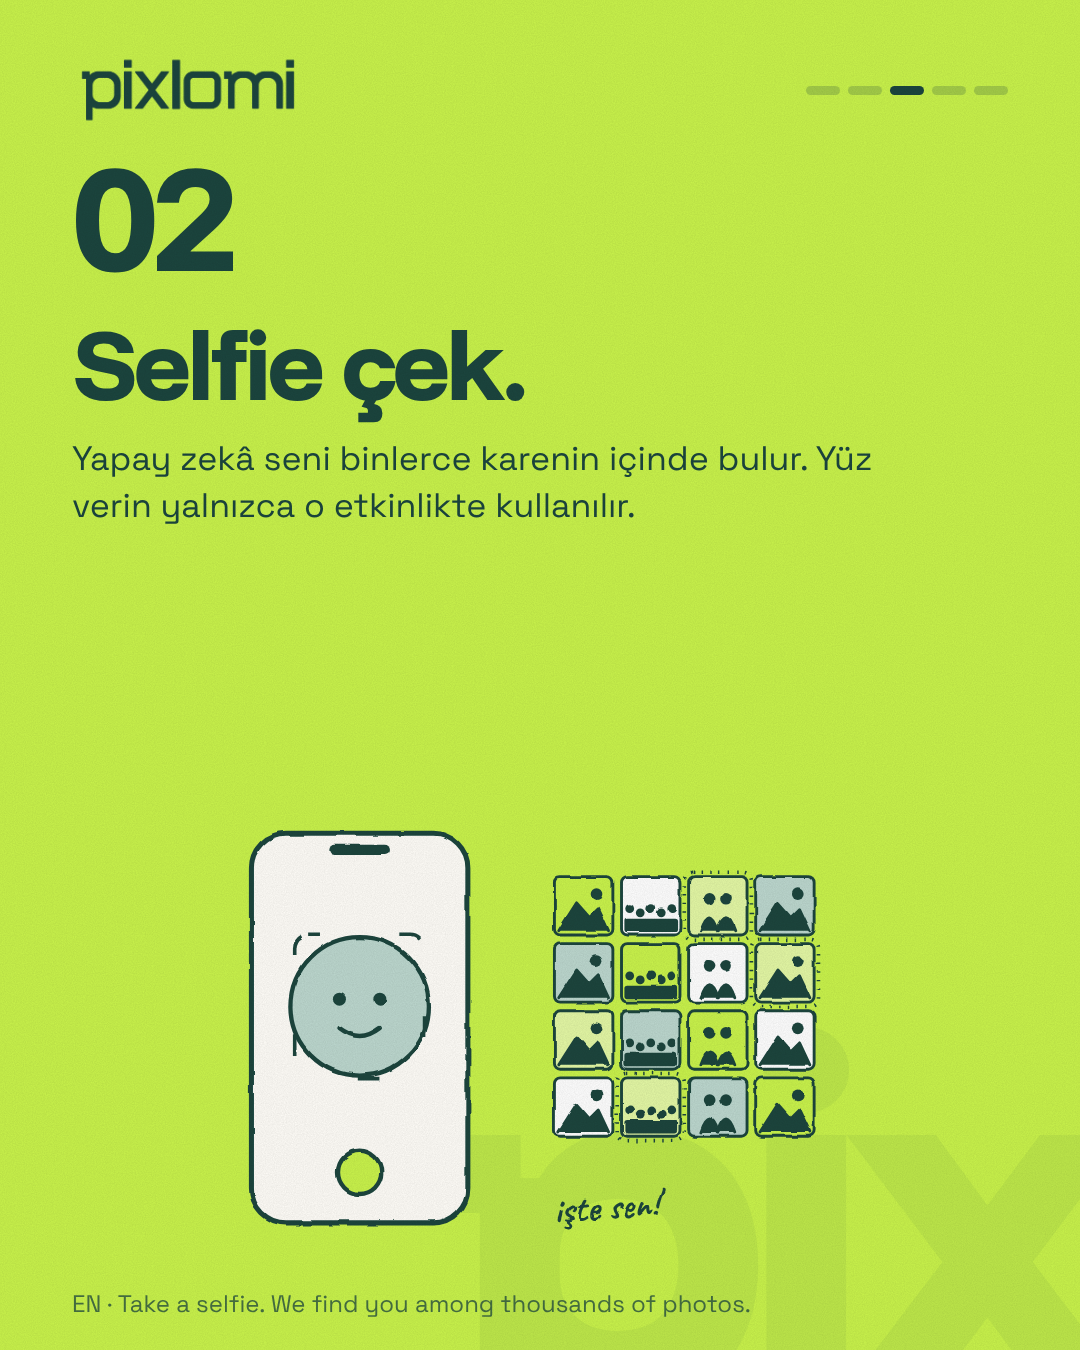 pixlomi
02
Selfie çek.
Yapay zekâ seni binlerce karenin içinde bulur. Yüz
verin yalnızca o etkinlikte kullanılır.
işte sen!
EN · Take a selfie. We find you among thousands of photos.
pix